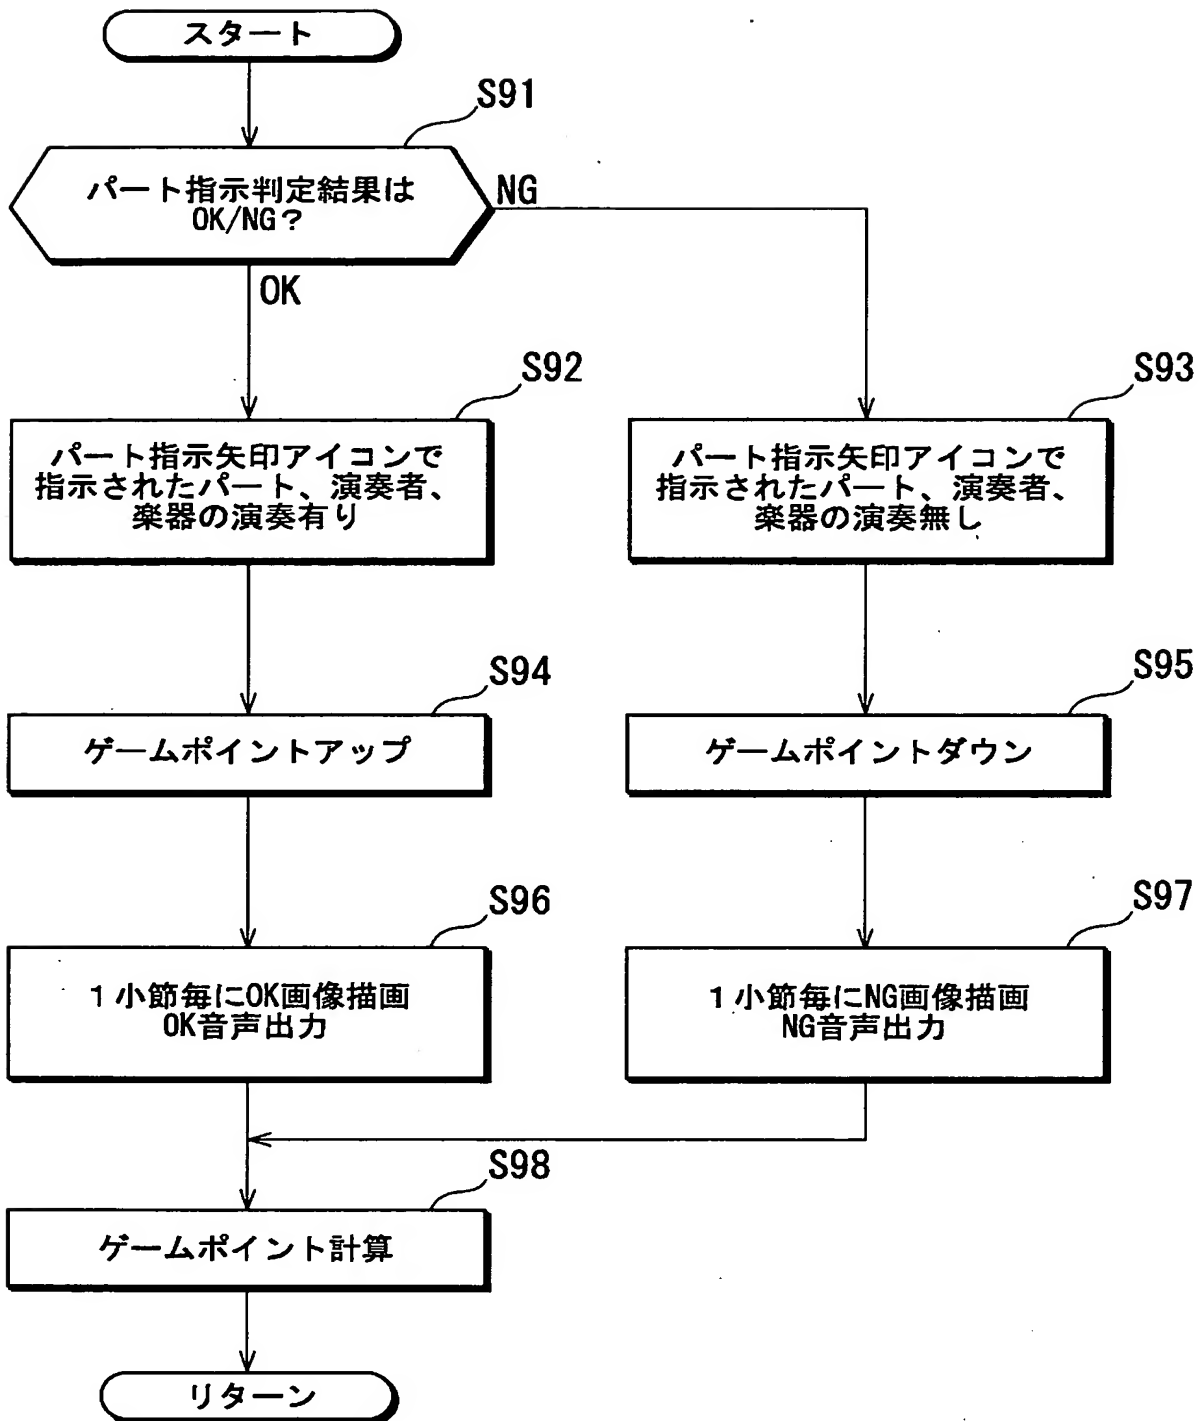 スタート
S91
パート指示判定結果は
OK/NG？
NG
OK
S92
パート指示矢印アイコンで
指示されたパート、演奏者、
楽器の演奏有り
S93
パート指示矢印アイコンで
指示されたパート、演奏者、
楽器の演奏無し
S94
ゲームポイントアップ
S95
ゲームポイントダウン
S96
１小節毎にOK画像描画
OK音声出力
S97
１小節毎にNG画像描画
NG音声出力
S98
ゲームポイント計算
リターン